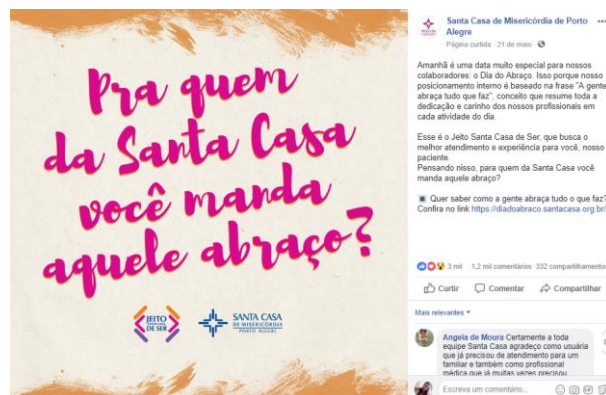 Pra quem
da Santa Casa
você manda
aquele abraço?
JEITO
DE SER
SANTA CASA
DE MISERICÓRDIA
PORTO ALEGRE
Santa Casa de Misericórdia de Porto
Alegre
Página curtida · 21 de maio ·
Amanhã é uma data muito especial para nossos
colaboradores: o Dia do Abraço. Isso porque nosso
posicionamento interno é baseado na frase "A gente
abraça tudo que faz", conceito que resume toda a
dedicação e carinho dos nossos profissionais em
cada atividade do dia.
Esse é o Jeito Santa Casa de Ser, que busca o
melhor atendimento e experiência para você, nosso
paciente.
Pensando nisso, para quem da Santa Casa você
manda aquele abraço?
Quer saber como a gente abraça tudo o que faz?
Confira no link https://diadoabraco.santacasa.org.br/
3 mil 1,2 mil comentários 332 compartilhamentos
Curtir Comentar Compartilhar
Mais relevantes
Angela de Moura Certamente a toda
equipe Santa Casa agradeço como usuária
que já precisou de atendimento para um
familiar e também como profissional
médica que já muitas vezes precisou
Escreva um comentário...